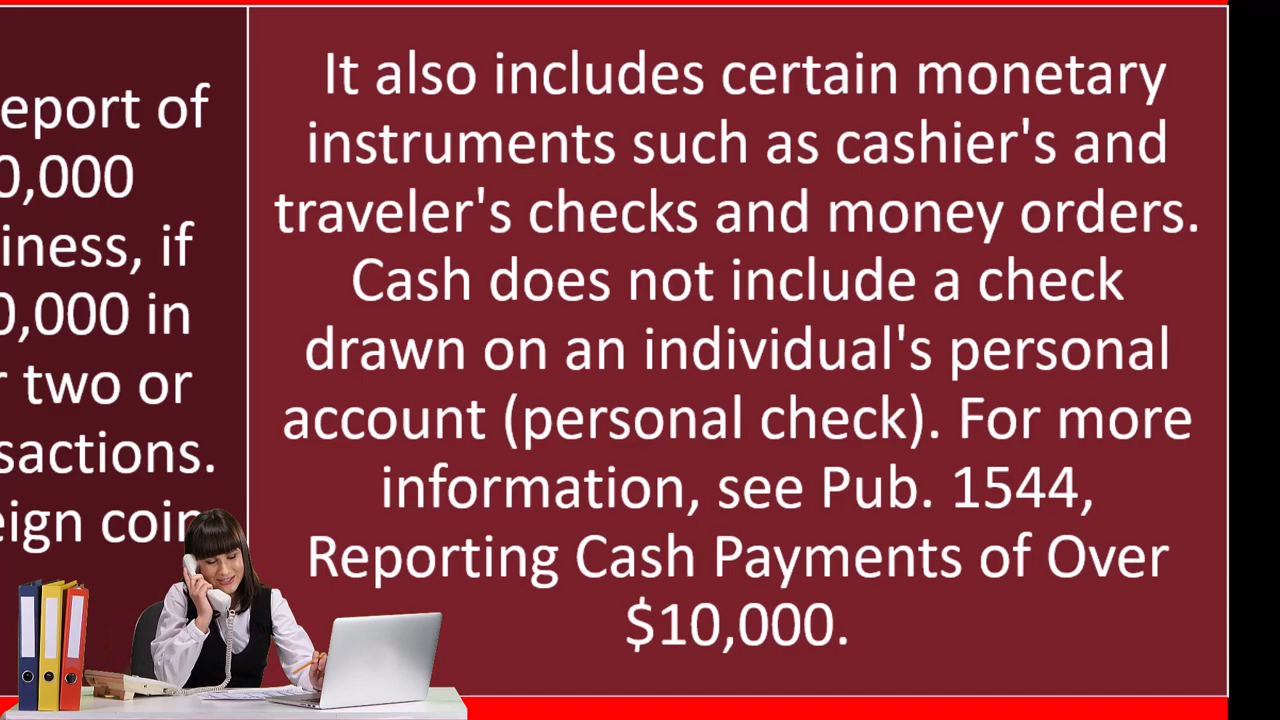 eport of
0,000
iness, if
0,000 in
two or
sactions.
eign coin
It also includes certain monetary
instruments such as cashier's and
traveler's checks and money orders.
Cash does not include a check
drawn on an individual's personal
account (personal check). For more
information, see Pub. 1544,
Reporting Cash Payments of Over
$10,000.